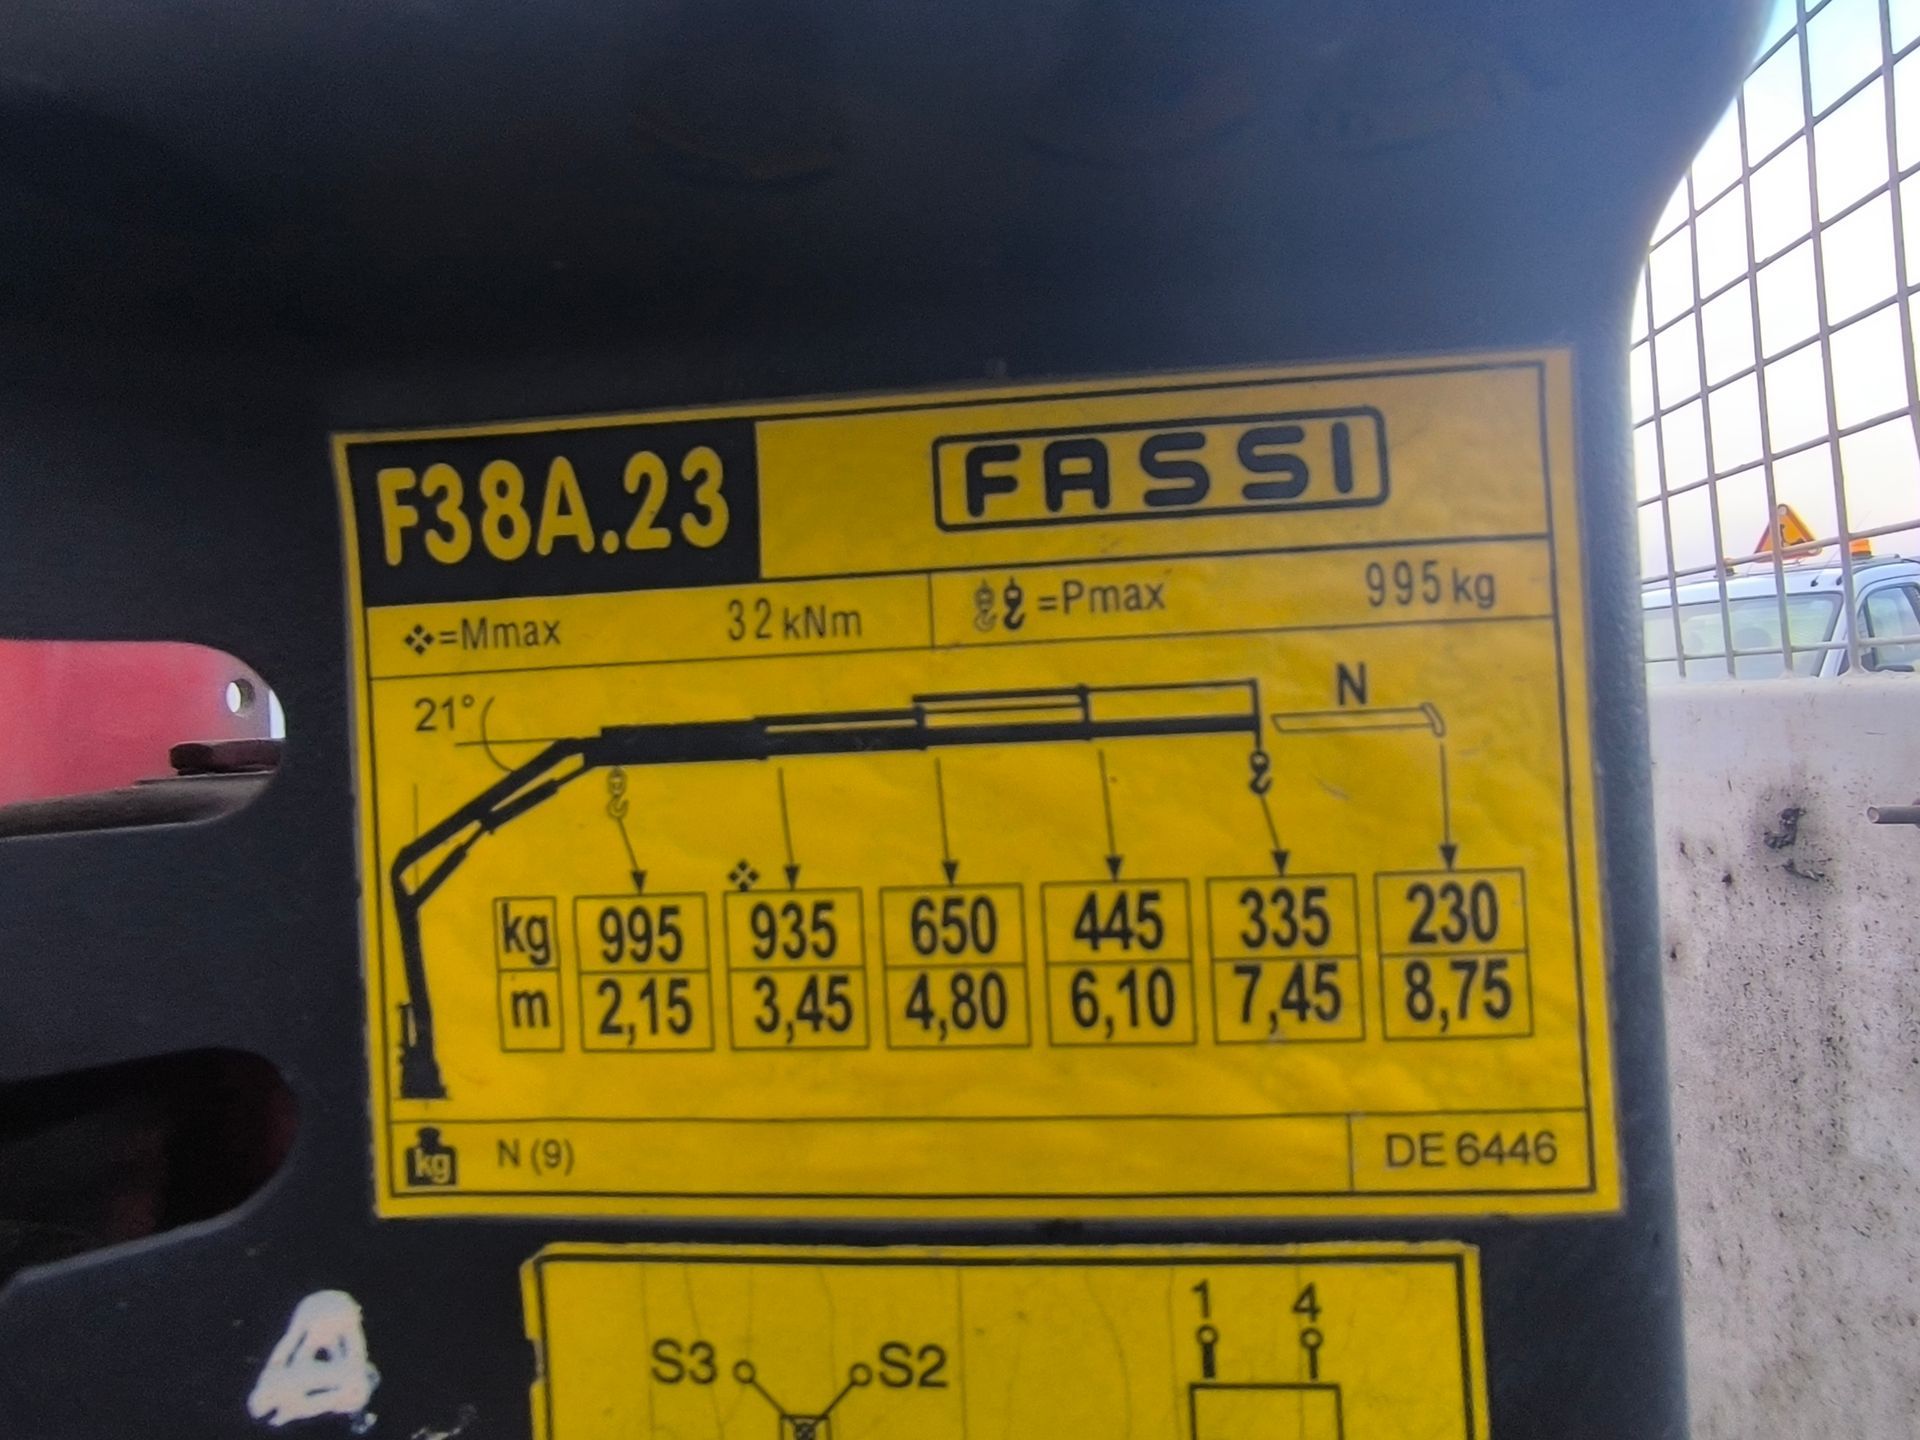 F38A.23
FASSI
=Mmax 32 kNm
=Pmax 995 kg
21°
N
kg 995 935 650 445 335 230
m 2,15 3,45 4,80 6,10 7,45 8,75
kg N (9) DE 6446
1 4
S3 S2